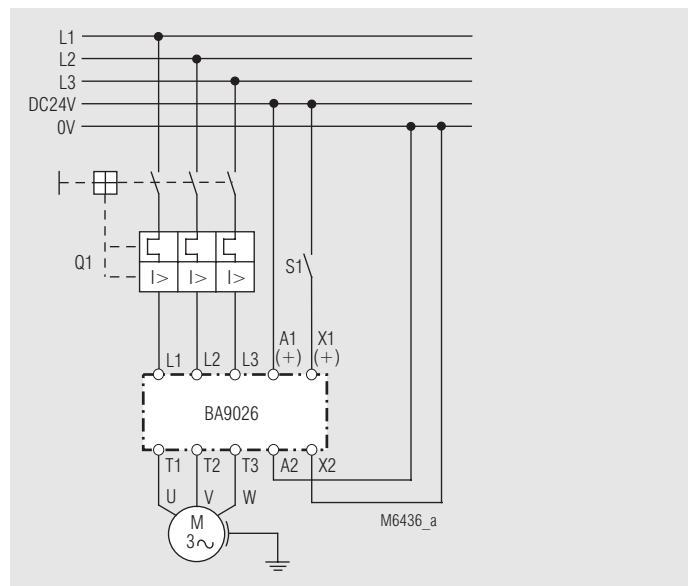 L1
L2
L3
DC24V
0V
Q1
I> I> I>
S1
A1 X1
L1 L2 L3 (+) (+)
BA9026
T1 T2 T3 A2 X2
U V W
M
3∿
M6436_a